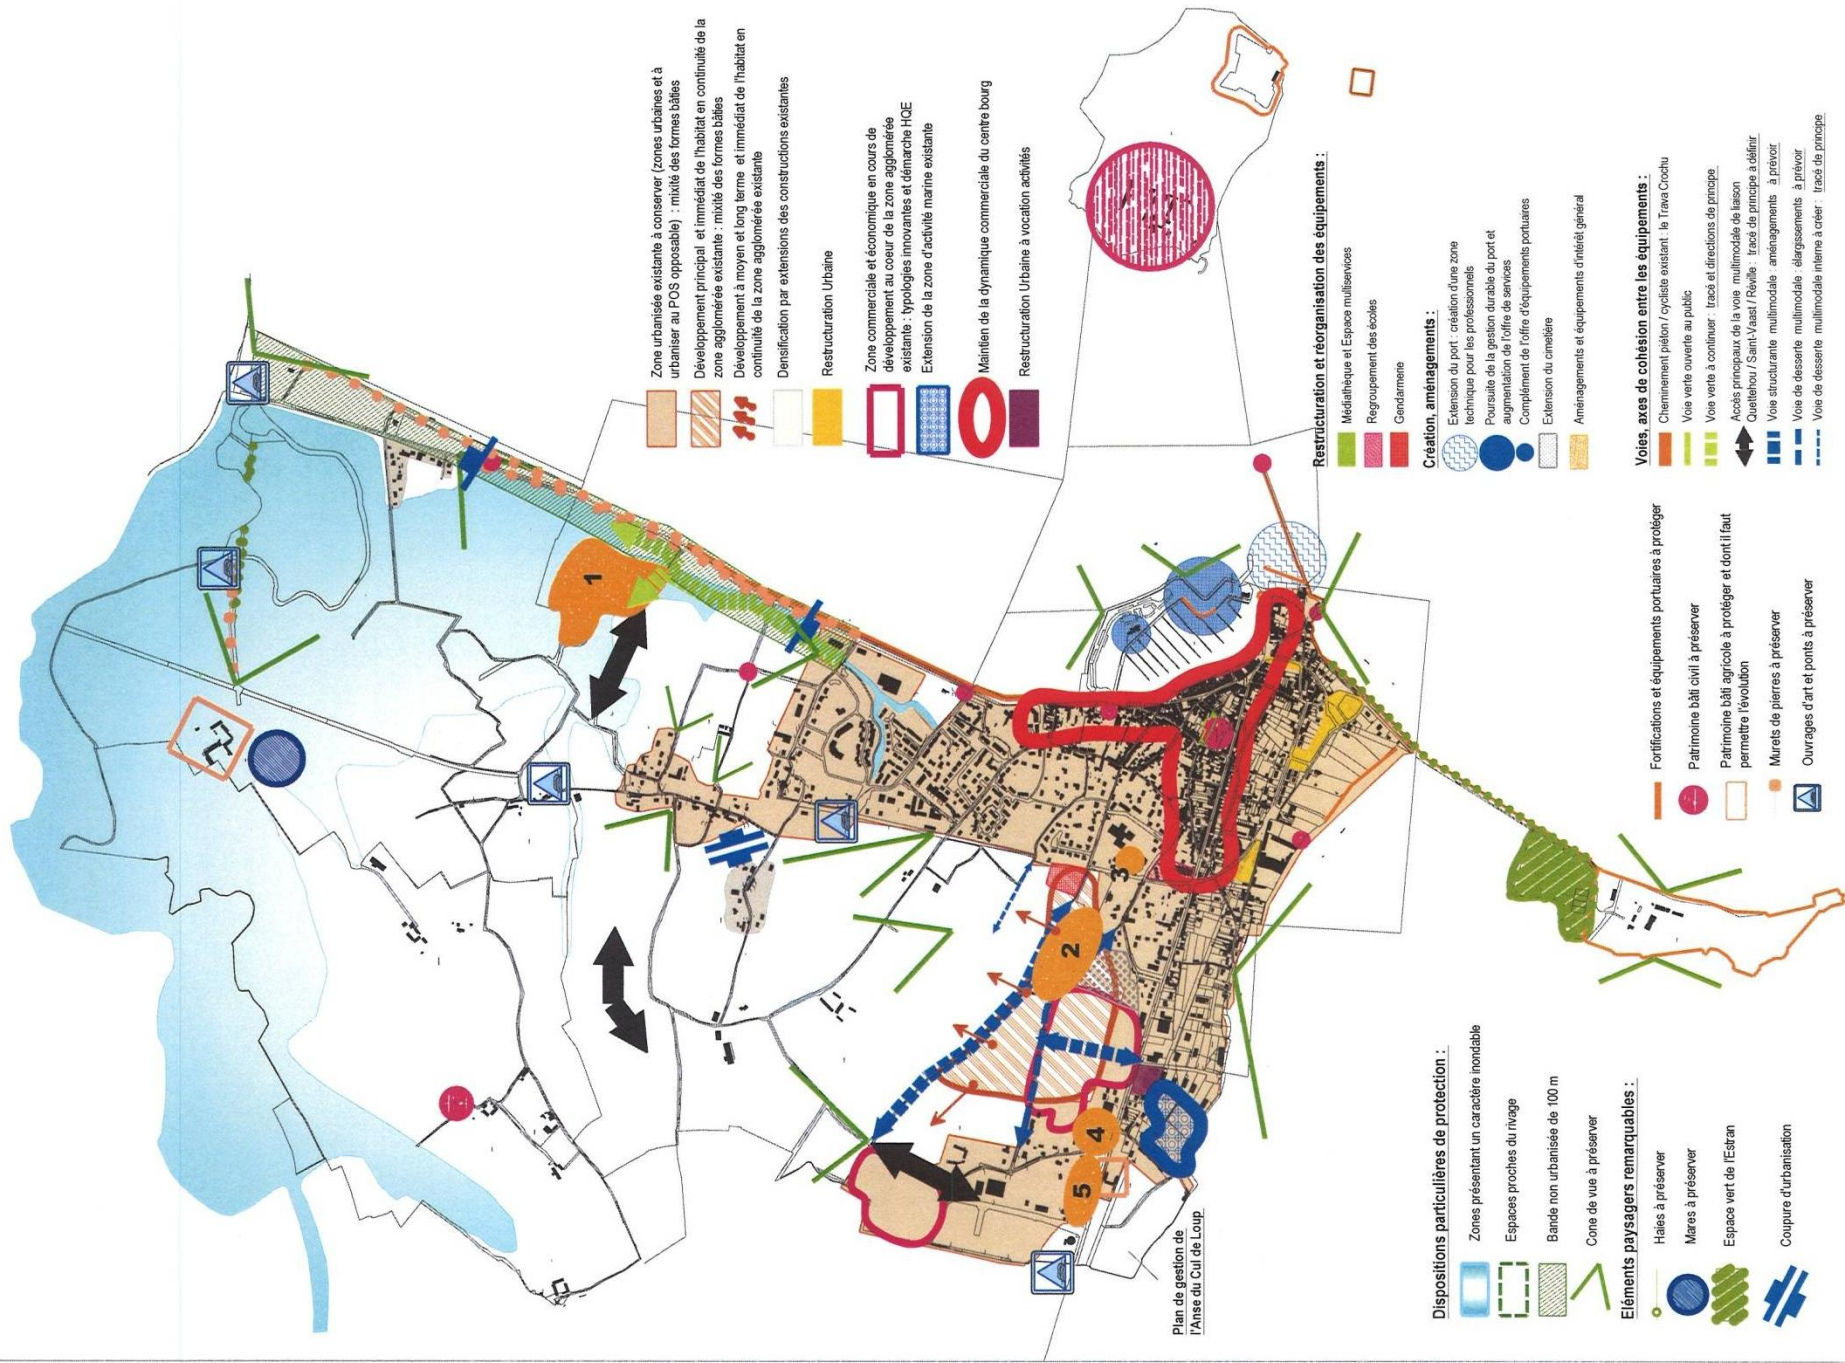 Zone urbanisée existante à conserver (zones urbaines et à
urbaniser au POS opposable) : mixité des formes bâties
Développement principal et immédiat de l'habitat en continuité de la
zone agglomérée existante : mixité des formes bâties
Développement à moyen et long terme et immédiat de l'habitat en
continuité de la zone agglomérée existante
Densification par extensions des constructions existantes
Restructuration Urbaine
Zone commerciale et économique en cours de
développement au coeur de la zone agglomérée
existante : typologies innovantes et démarche HQE
Extension de la zone d'activité marine existante
Maintien de la dynamique commerciale du centre bourg
Restructuration Urbaine à vocation activités
Restructuration et réorganisation des équipements :
Médiathèque et Espace multiservices
Regroupement des écoles
Gendarmerie
Création, aménagements :
Extension du port : création d'une zone
technique pour les professionnels
Poursuite de la gestion durable du port et
augmentation de l'offre de services
Complément de l'offre d'équipements portuaires
Extension du cimetière
Aménagements et équipements d'intérêt général
Voies, axes de cohésion entre les équipements :
Cheminement piéton / cycliste existant : le Trava Crochu
Voie verte ouverte au public
Voie verte à continuer : tracé et directions de principe
Accès principaux de la voie multimodale de liaison
Quettehou / Saint-Vaast / Réville : tracé de principe à définir
Voie structurante multimodale : aménagements à prévoir
Voie de desserte multimodale : élargissements à prévoir
Voie de desserte multimodale interne à créer : tracé de principe
Fortifications et équipements portuaires à protéger
Patrimoine bâti civil à préserver
Patrimoine bâti agricole à protéger et dont il faut
permettre l'évolution
Murets de pierres à préserver
Ouvrages d'art et ponts à préserver
1
2
3
4
5
Plan de gestion de
l'Anse du Cul de Loup
Dispositions particulières de protection :
Zones présentant un caractère inondable
Espaces proches du rivage
Bande non urbanisée de 100 m
Cone de vue à préserver
Eléments paysagers remarquables :
Haies à préserver
Mares à préserver
Espace vert de l'Estran
Coupure d'urbanisation